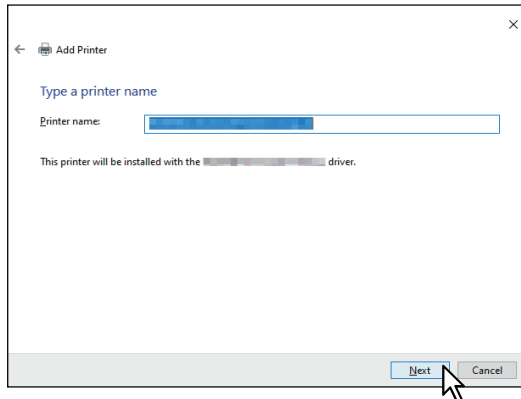 Add Printer
Type a printer name
Printer name:
This printer will be installed with the driver.
Next Cancel